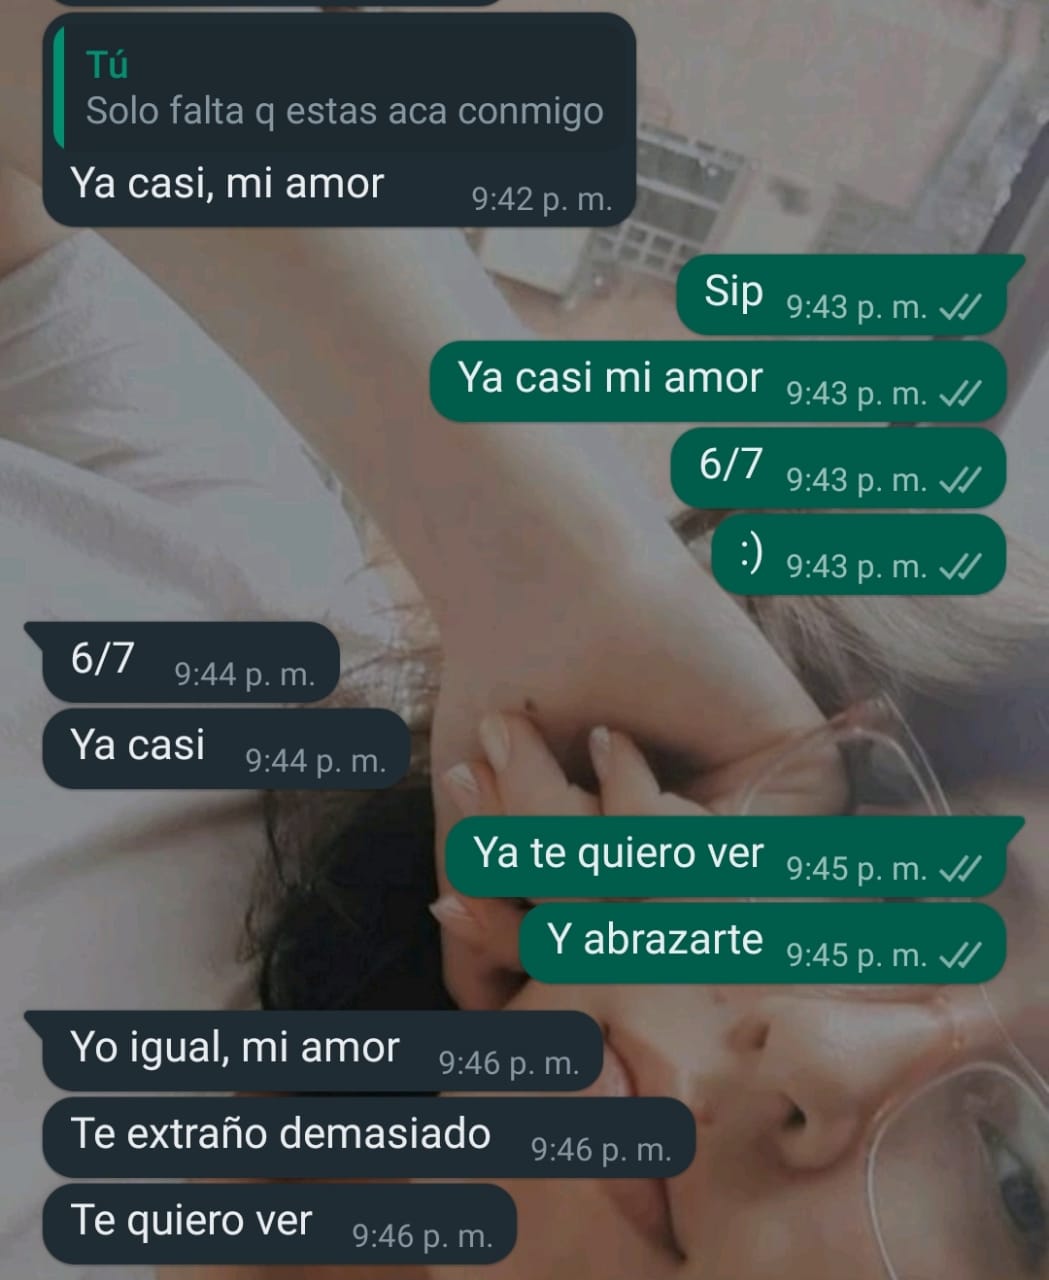 Tú
Solo falta q estas aca conmigo
Ya casi, mi amor 9:42 p. m.
Sip 9:43 p. m.
Ya casi mi amor 9:43 p. m.
6/7 9:43 p. m.
:) 9:43 p. m.
6/7 9:44 p. m.
Ya casi 9:44 p. m.
Ya te quiero ver 9:45 p. m.
Y abrazarte 9:45 p. m.
Yo igual, mi amor 9:46 p. m.
Te extraño demasiado 9:46 p. m.
Te quiero ver 9:46 p. m.